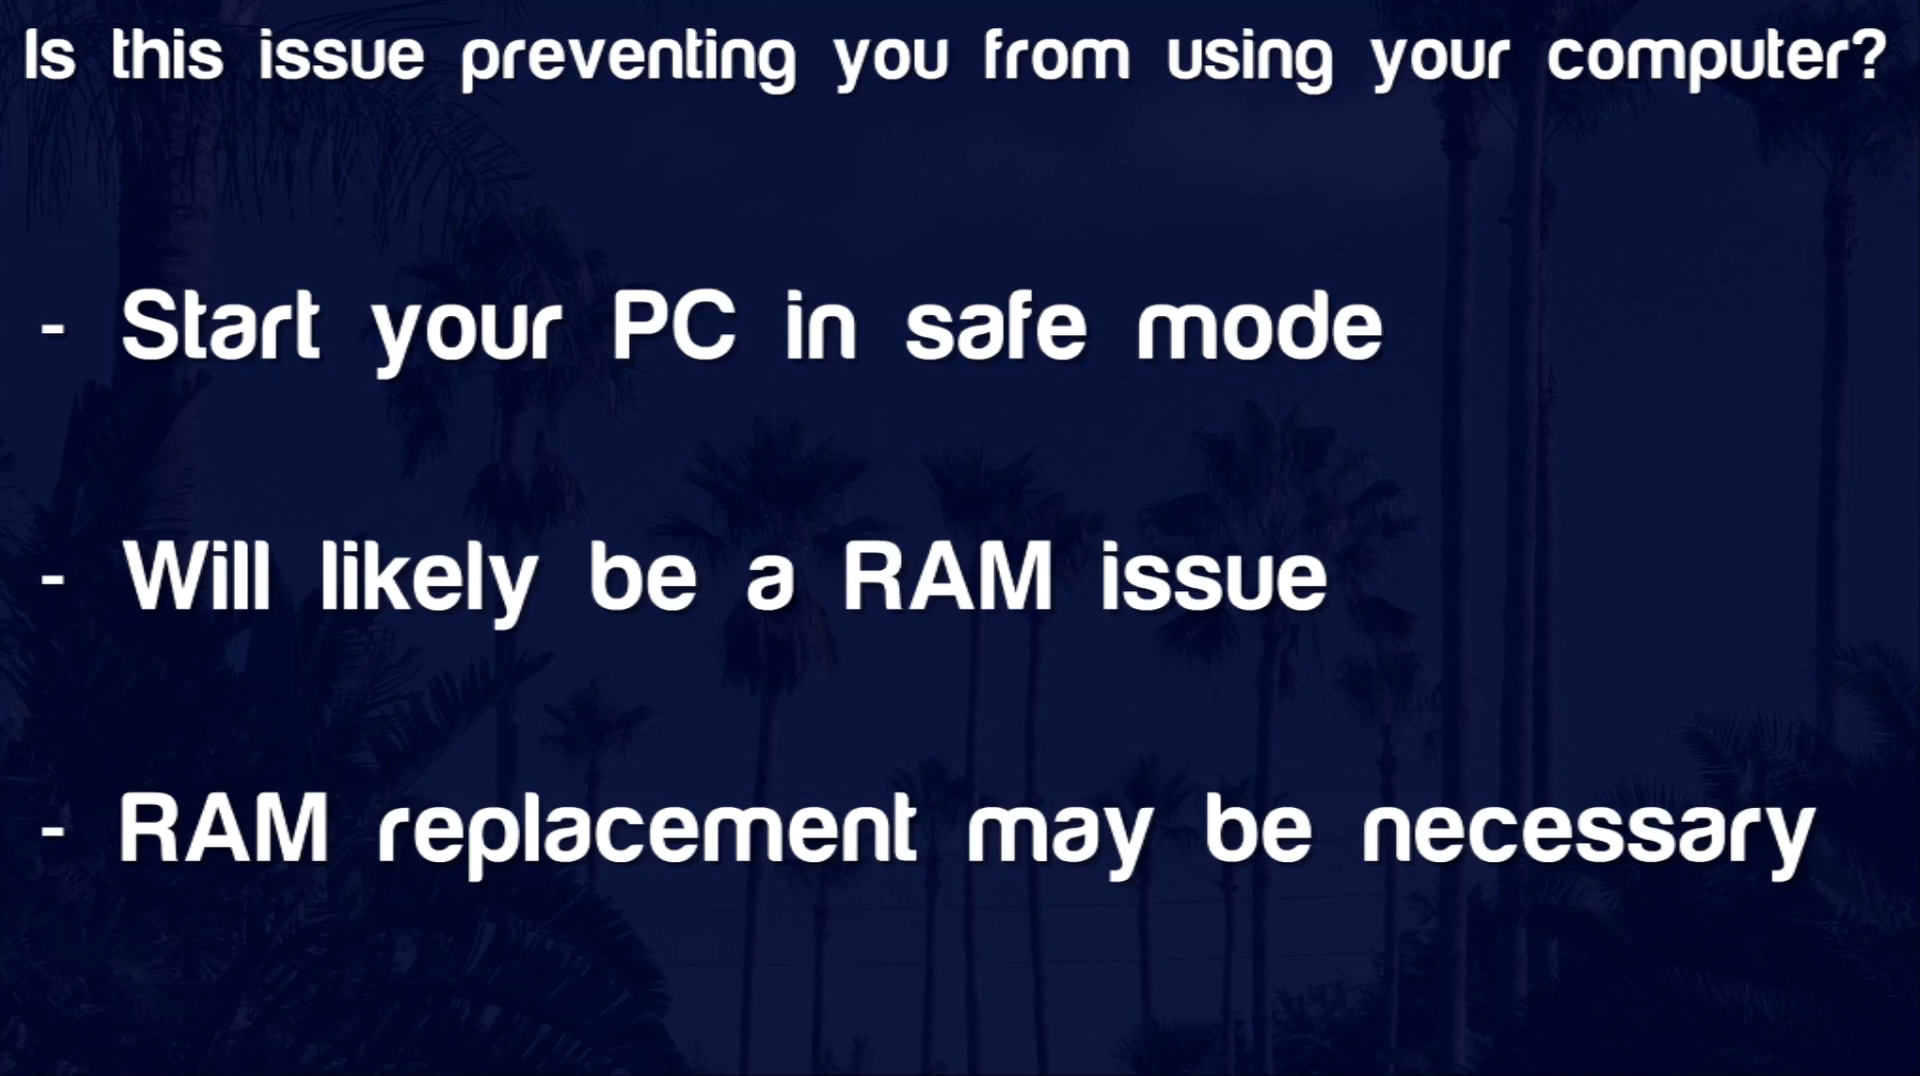 Is this issue preventing you from using your computer?
- Start your PC in safe mode
- Will likely be a RAM issue
- RAM replacement may be necessary